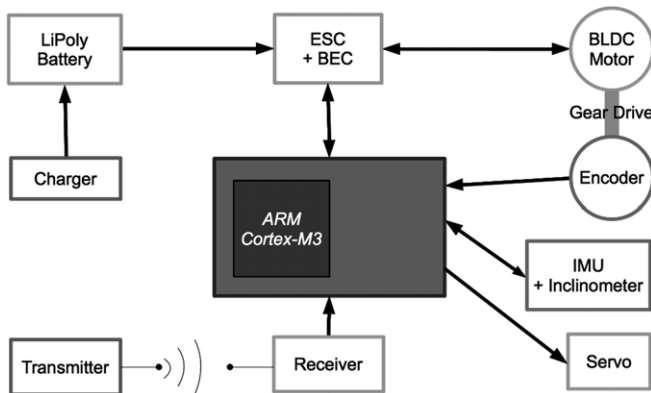 LiPoly
Battery
ESC
+ BEC
BLDC
Motor
Gear Drive
Charger
Encoder
ARM
Cortex-M3
IMU
+ Inclinometer
Transmitter
Receiver
Servo